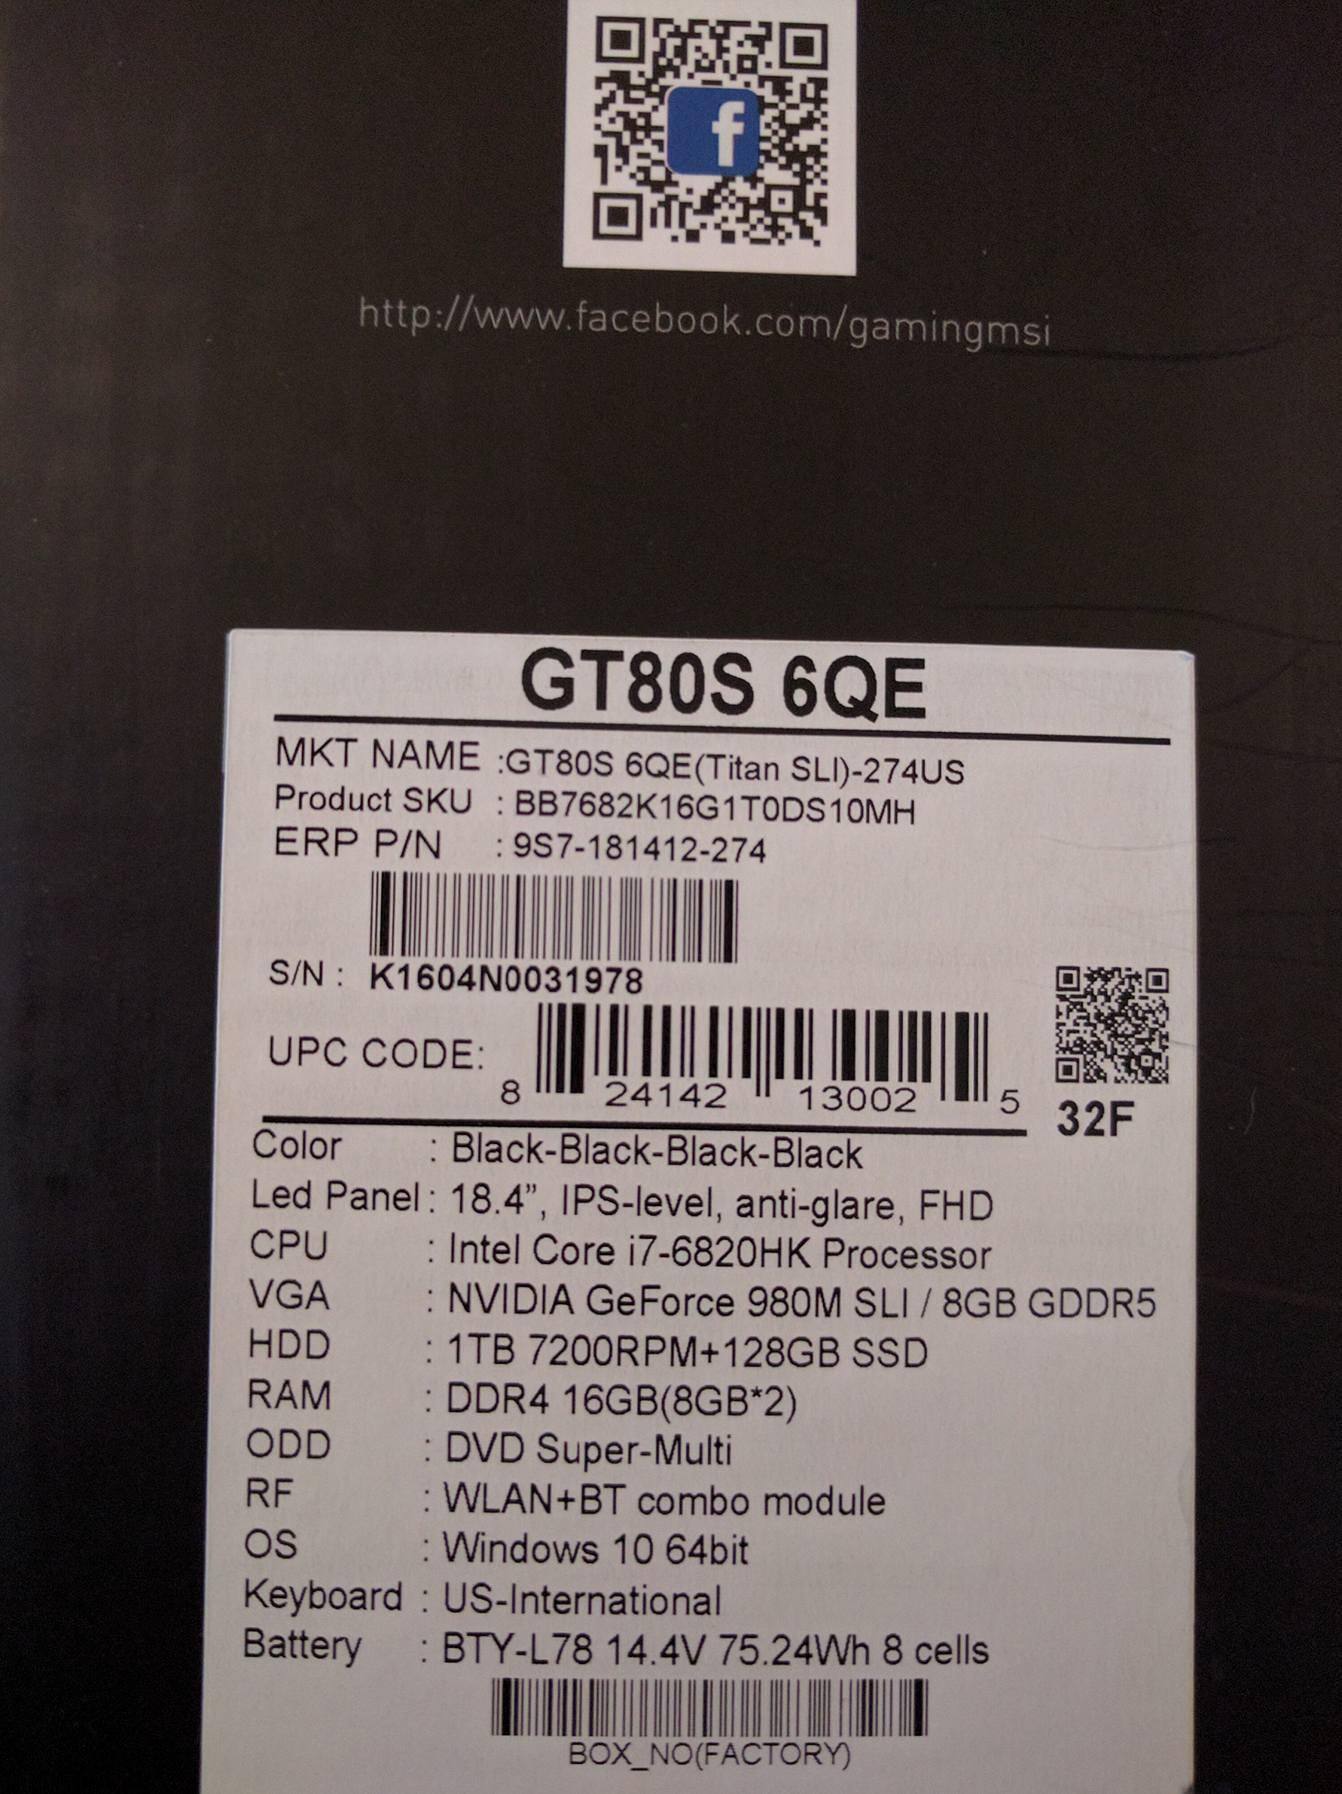 f
http://www.facebook.com/gamingmsi
GT80S 6QE
MKT NAME :GT80S 6QE(Titan SLI)-274US
Product SKU : BB7682K16G1T0DS10MH
ERP P/N : 9S7-181412-274
S/N : K1604N0031978
UPC CODE: 8 24142 13002 5
32F
Color : Black-Black-Black-Black
Led Panel : 18.4”, IPS-level, anti-glare, FHD
CPU : Intel Core i7-6820HK Processor
VGA : NVIDIA GeForce 980M SLI / 8GB GDDR5
HDD : 1TB 7200RPM+128GB SSD
RAM : DDR4 16GB(8GB*2)
ODD : DVD Super-Multi
RF : WLAN+BT combo module
OS : Windows 10 64bit
Keyboard : US-International
Battery : BTY-L78 14.4V 75.24Wh 8 cells
BOX_NO(FACTORY)